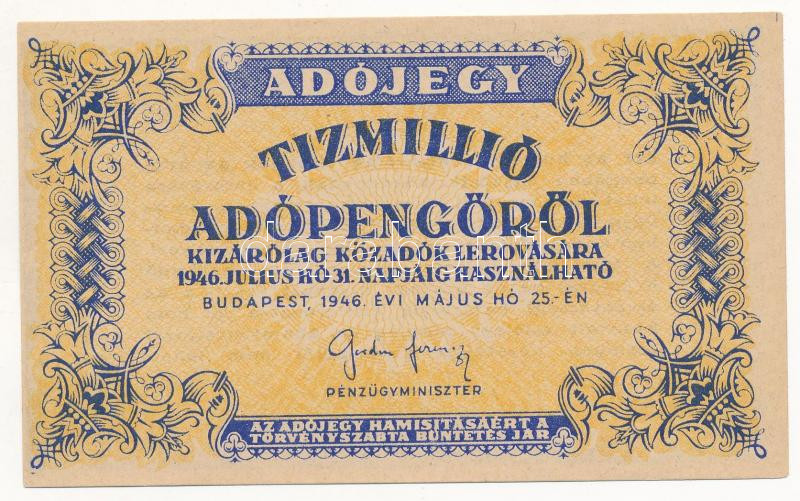 ADÓJEGY
TIZMILLIÓ
ADÓPENGŐRŐL
KIZÁRÓLAG KÖZADÓK LEROVÁSÁRA
1946. JULIUS HÓ 31. NAPJÁIG HASZNÁLHATÓ
BUDAPEST, 1946. ÉVI MÁJUS HÓ 25.-ÉN
PÉNZÜGYMINISZTER
AZ ADÓJEGY HAMISITÁSÁÉRT A
TÖRVÉNYSZABTA BÜNTETÉS JÁR